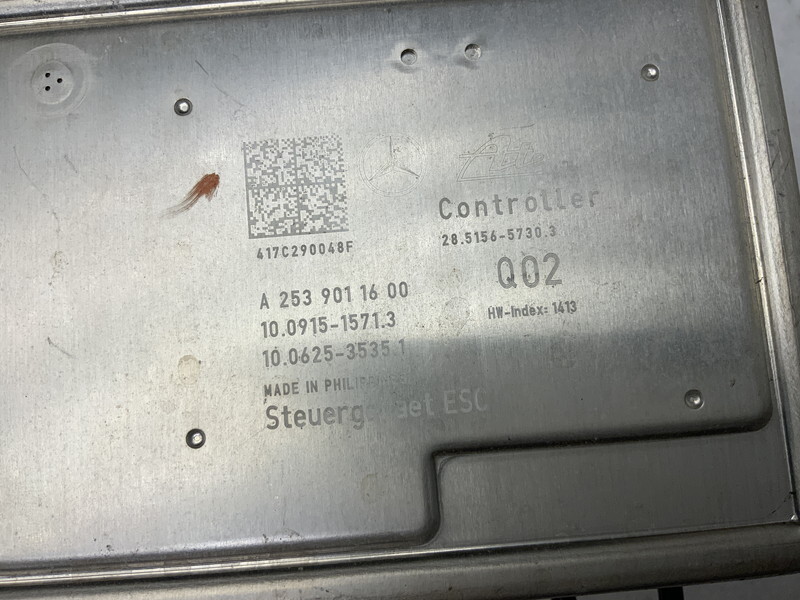 Controller
28.5156-5730.3
417C290048F
Q02
A 253 901 16 00
HW-Index: 1413
10.0915-1571.3
10.0625-3535.1
MADE IN PHILIPPINES
Steuergeraet ESC